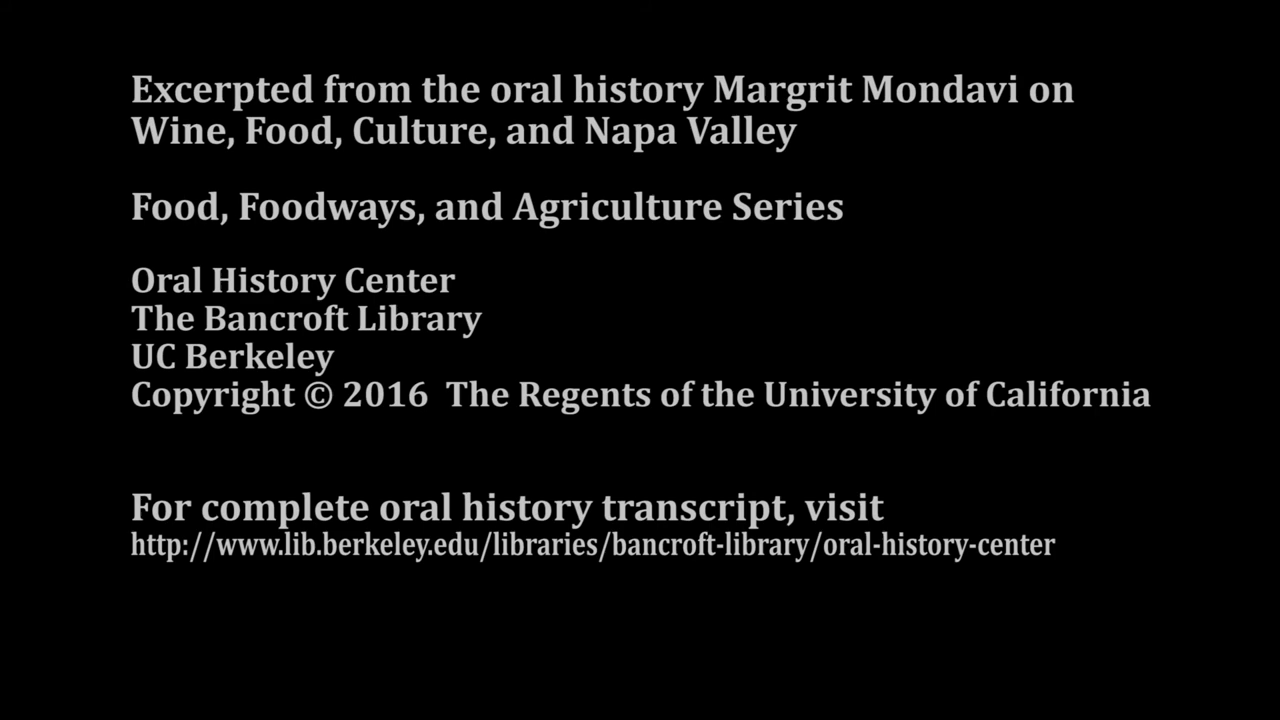 Excerpted from the oral history Margrit Mondavi on
Wine, Food, Culture, and Napa Valley
Food, Foodways, and Agriculture Series
Oral History Center
The Bancroft Library
UC Berkeley
Copyright © 2016 The Regents of the University of California
For complete oral history transcript, visit
http://www.lib.berkeley.edu/libraries/bancroft-library/oral-history-center